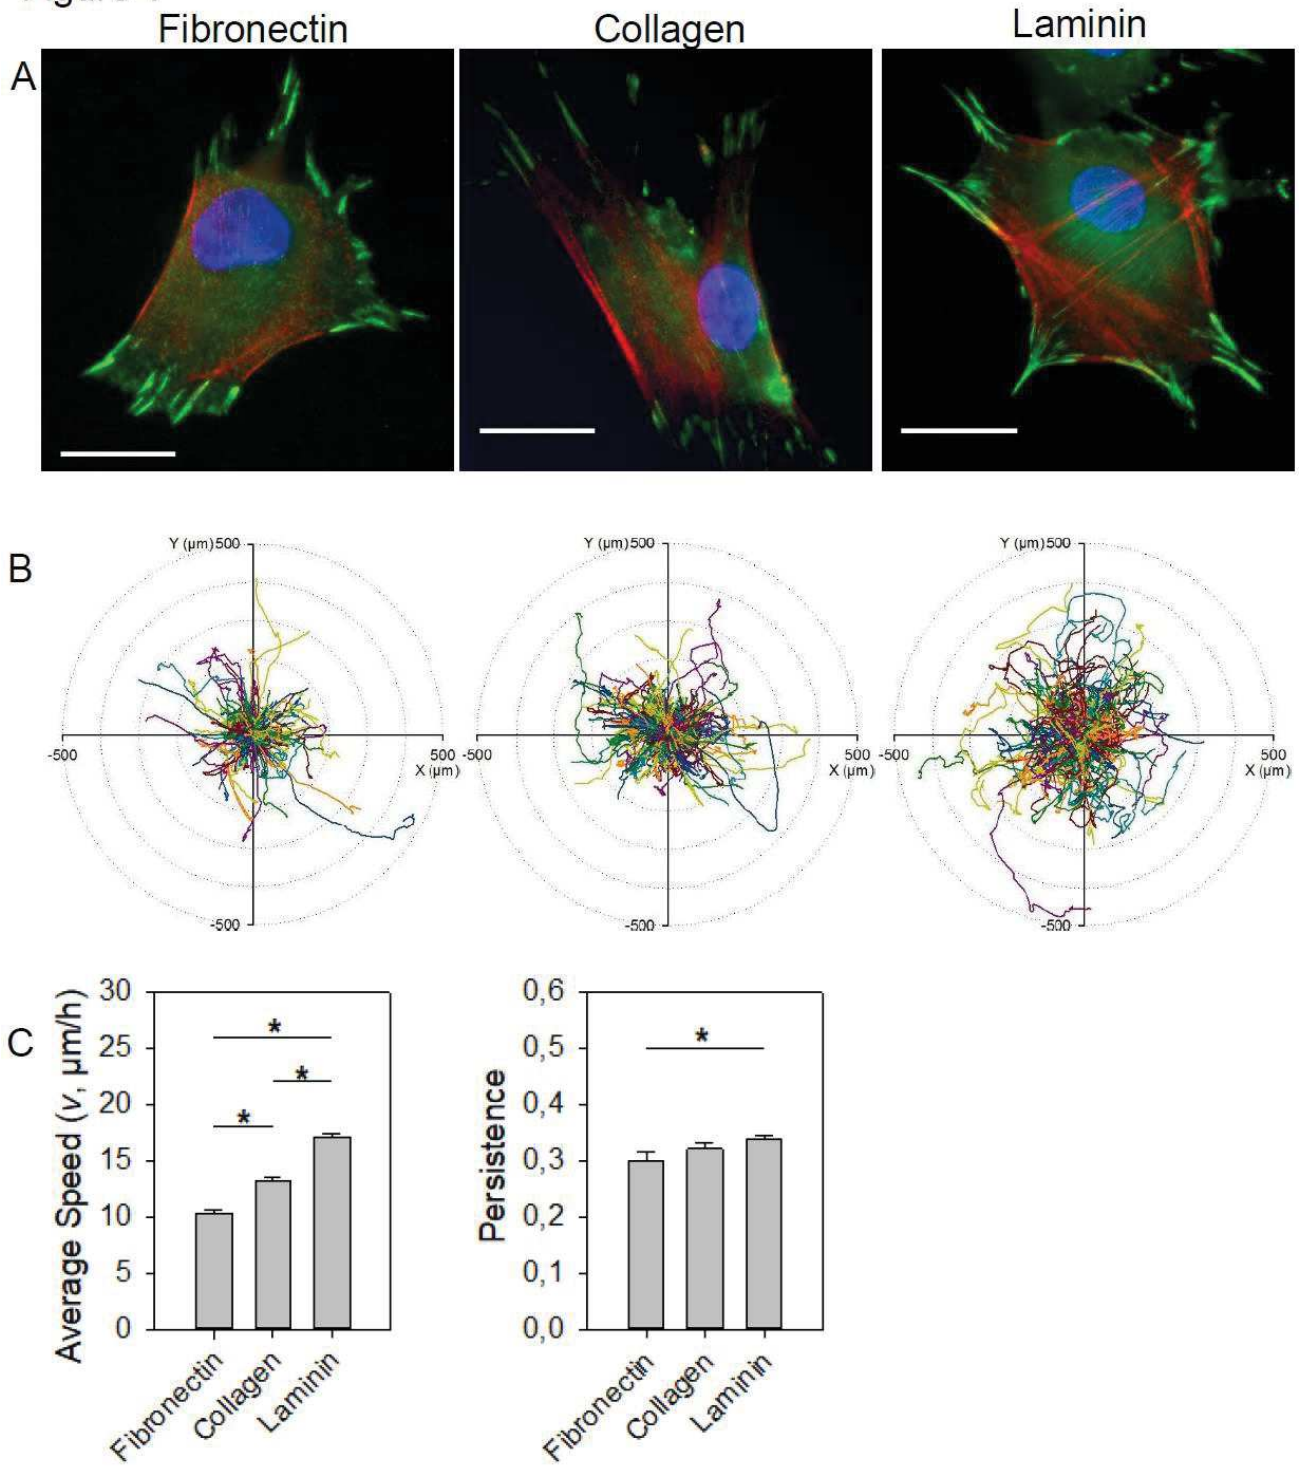 Fibronectin
Collagen
Laminin
A
B
Y (µm) 500
-500
500
X (µm)
-500
Y (µm) 500
-500
500
X (µm)
-500
Y (µm) 500
-500
500
X (µm)
-500
C
Average Speed (v, µm/h)
30
25
20
15
10
5
0
*
*
*
Fibronectin
Collagen
Laminin
Persistence
0,6
0,5
0,4
0,3
0,2
0,1
0,0
*
Fibronectin
Collagen
Laminin